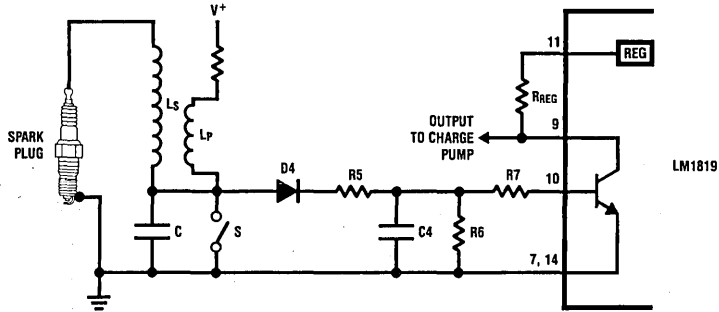 V+
11
REG
LS
RREG
LP
OUTPUT
TO CHARGE
PUMP
9
SPARK
PLUG
D4
R5
R7
10
LM1819
C
S
C4
R6
7, 14